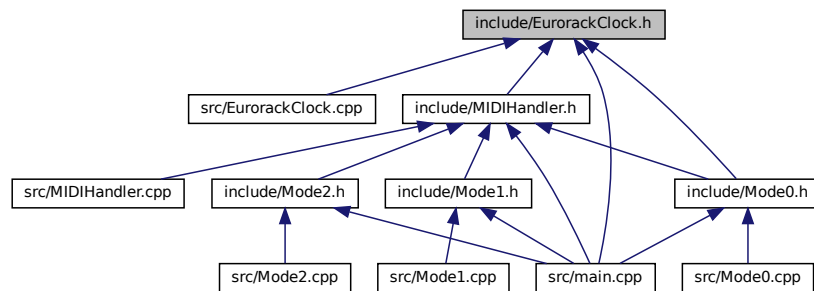 include/EurorackClock.h
src/EurorackClock.cpp
include/MIDIHandler.h
src/MIDIHandler.cpp
include/Mode2.h
include/Mode1.h
include/Mode0.h
src/Mode2.cpp
src/Mode1.cpp
src/main.cpp
src/Mode0.cpp